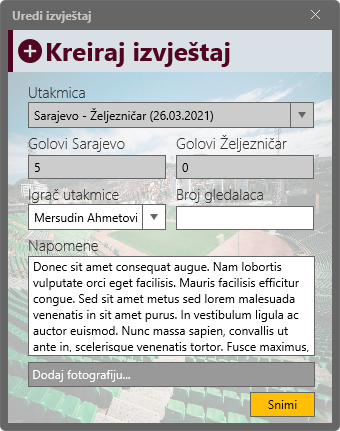 Uredi izvještaj
Kreiraj izvještaj
Utakmica
Sarajevo - Željezničar (26.03.2021)
Golovi Sarajevo
Golovi Željezničar
5
0
Igrač utakmice
Broj gledalaca
Mersudin Ahmetovi
Napomene
Donec sit amet consequat augue. Nam lobortis
vulputate orci eget facilisis. Mauris facilisis efficitur
congue. Sed sit amet metus sed lorem malesuada
venenatis in sit amet purus. In vestibulum ligula ac
auctor euismod. Nunc massa sapien, convallis ut
ante in, scelerisque venenatis tortor. Fusce maximus,
Dodaj fotografiju...
Snimi